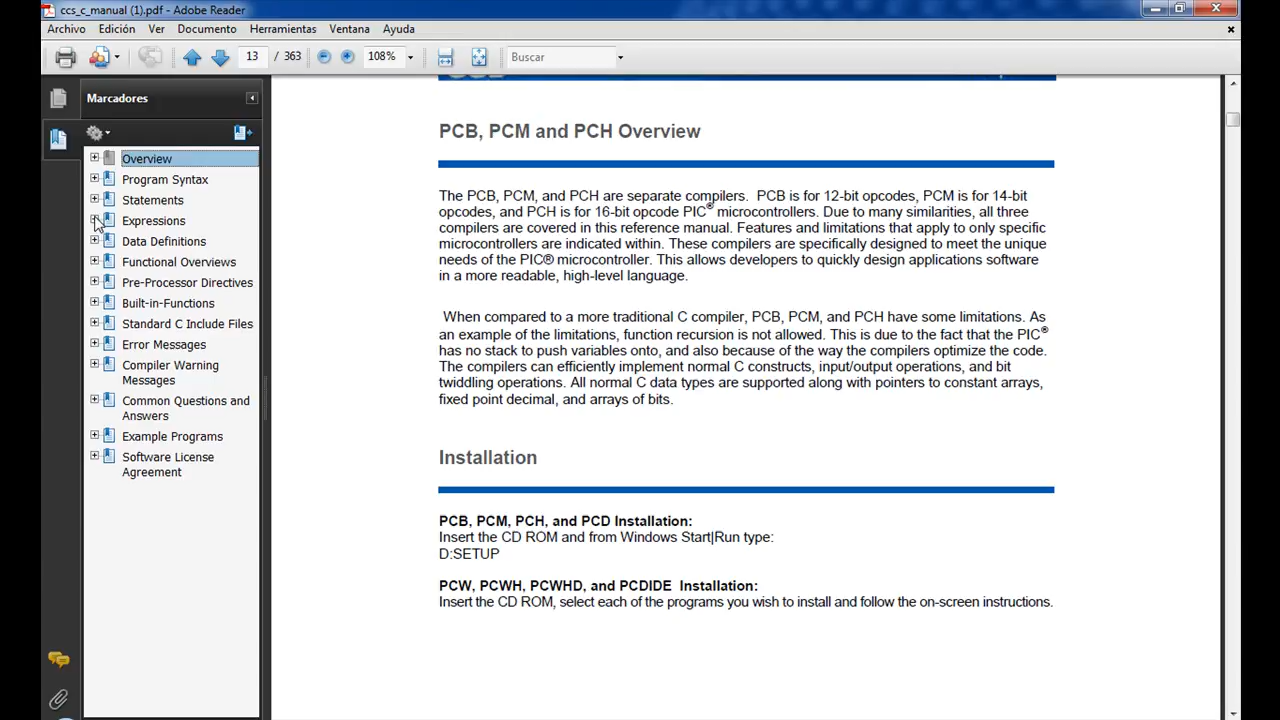 ccs_c_manual (1).pdf - Adobe Reader
Archivo Edición Ver Documento Herramientas Ventana Ayuda
13 / 363 108% Buscar
Marcadores
Overview
Program Syntax
Statements
Expressions
Data Definitions
Functional Overviews
Pre-Processor Directives
Built-in-Functions
Standard C Include Files
Error Messages
Compiler Warning
Messages
Common Questions and
Answers
Example Programs
Software License
Agreement
PCB, PCM and PCH Overview
The PCB, PCM, and PCH are separate compilers.  PCB is for 12-bit opcodes, PCM is for 14-bit
opcodes, and PCH is for 16-bit opcode PIC® microcontrollers. Due to many similarities, all three
compilers are covered in this reference manual. Features and limitations that apply to only specific
microcontrollers are indicated within. These compilers are specifically designed to meet the unique
needs of the PIC® microcontroller. This allows developers to quickly design applications software
in a more readable, high-level language.
When compared to a more traditional C compiler, PCB, PCM, and PCH have some limitations. As
an example of the limitations, function recursion is not allowed. This is due to the fact that the PIC®
has no stack to push variables onto, and also because of the way the compilers optimize the code.
The compilers can efficiently implement normal C constructs, input/output operations, and bit
twiddling operations. All normal C data types are supported along with pointers to constant arrays,
fixed point decimal, and arrays of bits.
Installation
PCB, PCM, PCH, and PCD Installation:
Insert the CD ROM and from Windows Start|Run type:
D:SETUP
PCW, PCWH, PCWHD, and PCDIDE  Installation:
Insert the CD ROM, select each of the programs you wish to install and follow the on-screen instructions.